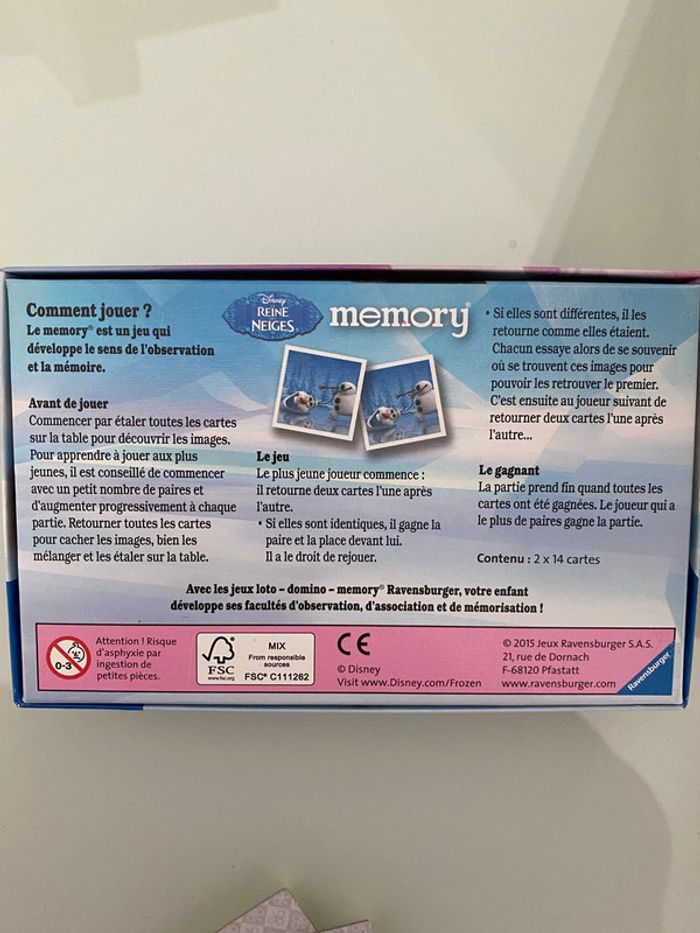 Comment jouer ?
Le memory® est un jeu qui
développe le sens de l'observation
et la mémoire.
Avant de jouer
Commencer par étaler toutes les cartes
sur la table pour découvrir les images.
Pour apprendre à jouer aux plus
jeunes, il est conseillé de commencer
avec un petit nombre de paires et
d'augmenter progressivement à chaque
partie. Retourner toutes les cartes
pour cacher les images, bien les
mélanger et les étaler sur la table.
Disney
REINE
NEIGES
memory®
Le jeu
Le plus jeune joueur commence :
il retourne deux cartes l'une après
l'autre.
• Si elles sont identiques, il gagne la
paire et la place devant lui.
Il a le droit de rejouer.
• Si elles sont différentes, il les
retourne comme elles étaient.
Chacun essaye alors de se souvenir
où se trouvent ces images pour
pouvoir les retrouver le premier.
C'est ensuite au joueur suivant de
retourner deux cartes l'une après
l'autre...
Le gagnant
La partie prend fin quand toutes les
cartes ont été gagnées. Le joueur qui a
le plus de paires gagne la partie.
Contenu : 2 x 14 cartes
Avec les jeux loto – domino – memory® Ravensburger, votre enfant
développe ses facultés d'observation, d'association et de mémorisation !
0-3
Attention ! Risque
d'asphyxie par
ingestion de
petites pièces.
FSC
www.fsc.org
MIX
From responsible
sources
FSC® C111262
CE
© Disney
Visit www.Disney.com/Frozen
© 2015 Jeux Ravensburger S.A.S.
21, rue de Dornach
F-68120 Pfastatt
www.ravensburger.com
Ravensburger